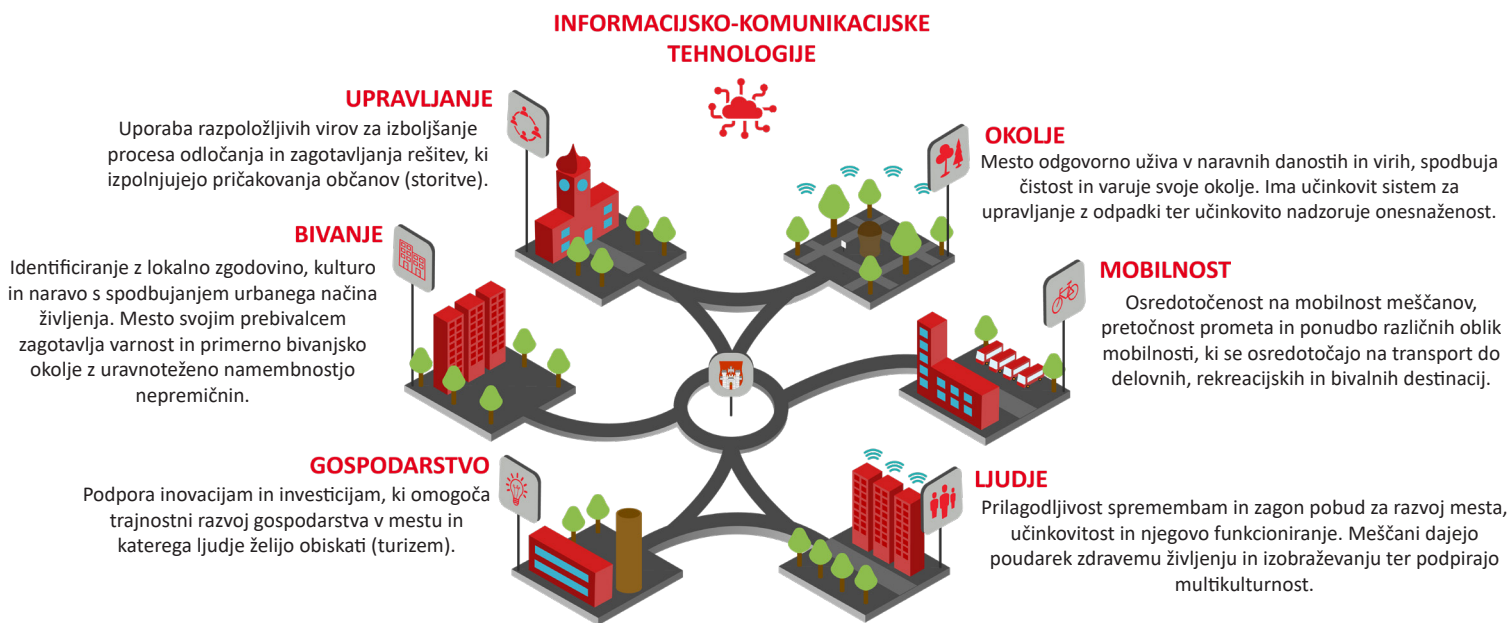 INFORMACIJSKO-KOMUNIKACIJSKE
TEHNOLOGIJE
UPRAVLJANJE
Uporaba razpoložljivih virov za izboljšanje
procesa odločanja in zagotavljanja rešitev, ki
izpolnjujejo pričakovanja občanov (storitve).
OKOLJE
Mesto odgovorno uživa v naravnih danostih in virih, spodbuja
čistost in varuje svoje okolje. Ima učinkovit sistem za
upravljanje z odpadki ter učinkovito nadzoruje onesnaženost.
BIVANJE
Identificiranje z lokalno zgodovino, kulturo
in naravo s spodbujanjem urbanega načina
življenja. Mesto svojim prebivalcem
zagotavlja varnost in primerno bivanjsko
okolje z uravnoteženo namembnostjo
nepremičnin.
MOBILNOST
Osredotočenost na mobilnost meščanov,
pretočnost prometa in ponudbo različnih oblik
mobilnosti, ki se osredotočajo na transport do
delovnih, rekreacijskih in bivalnih destinacij.
GOSPODARSTVO
Podpora inovacijam in investicijam, ki omogoča
trajnostni razvoj gospodarstva v mestu in
katerega ljudje želijo obiskati (turizem).
LJUDJE
Prilagodljivost spremembam in zagon pobud za razvoj mesta,
učinkovitost in njegovo funkcioniranje. Meščani dajejo
poudarek zdravemu življenju in izobraževanju ter podpirajo
multikulturnost.